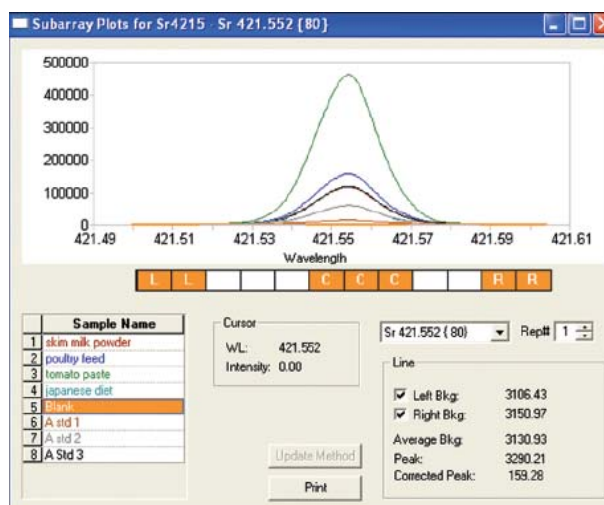 Subarray Plots for Sr4215 - Sr 421.552 {80}
500000
400000
300000
200000
100000
0
421.49 421.51 421.53 421.55 421.57 421.59 421.61
Wavelength
L L C C C R R
Sample Name
1 skim milk powder
2 poultry feed
3 tomato paste
4 japanese diet
5 Blank
6 A std 1
7 A std 2
8 A Std 3
Cursor
WL: 421.552
Intensity: 0.00
Update Method
Print
Sr 421.552 {80} Rep# 1
Line
Left Bkg: 3106.43
Right Bkg: 3150.97
Average Bkg: 3130.93
Peak: 3290.21
Corrected Peak: 159.28